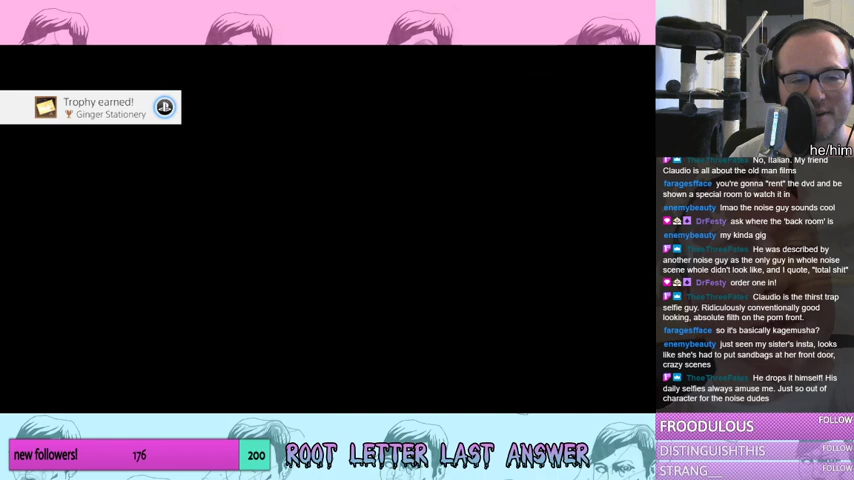 Trophy earned!
Ginger Stationery
he/him
TheeThreeFates No, Italian. My friend
Claudio is all about the old man films
faragesfface you're gonna "rent" the dvd and be
shown a special room to watch it in
enemybeauty lmao the noise guy sounds cool
DrFesty ask where the 'back room' is
enemybeauty my kinda gig
TheeThreeFates He was described by
another noise guy as the only guy in whole noise
scene whole didn't look like, and I quote, "total shit"
DrFesty order one in!
TheeThreeFates Claudio is the thirst trap
selfie guy. Ridiculously conventionally good
looking, absolute filth on the porn front.
faragesfface so it's basically kagemusha?
enemybeauty just seen my sister's insta, looks
like she's had to put sandbags at her front door,
crazy scenes
TheeThreeFates He drops it himself! His
daily selfies always amuse me. Just so out of
character for the noise dudes
FROODULOUS FOLLOW
DISTINGUISHTHIS FOLLOW
STRANG__ FOLLOW
new followers! 176 200
ROOT LETTER LAST ANSWER